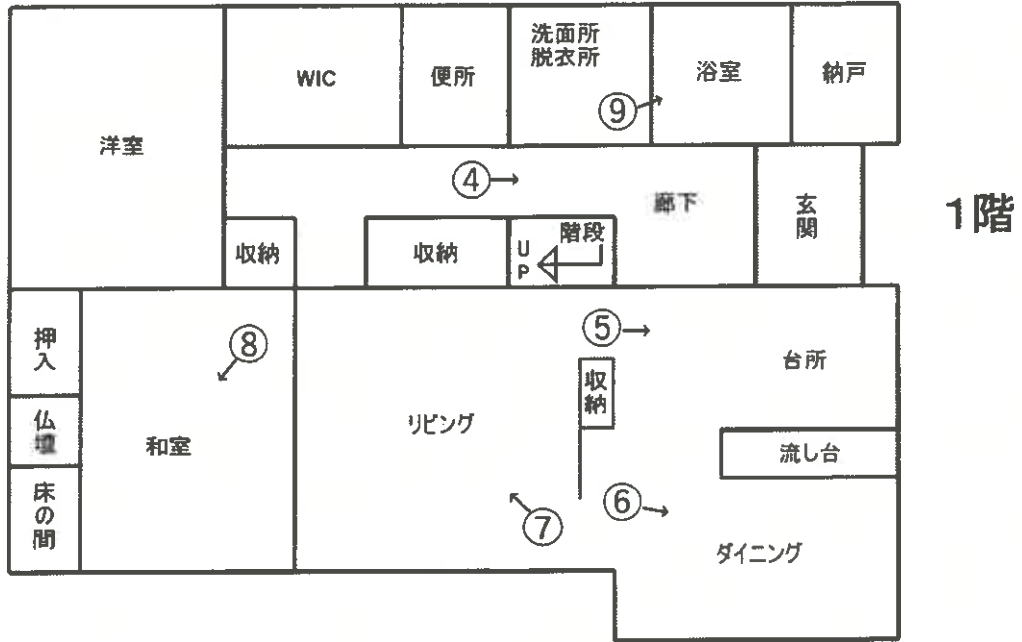 洗面所
脱衣所
WIC
便所
浴室
納戸
⑨
洋室
④
廊下
玄関
1階
収納
収納
階段
UP
⑤
押入
⑧
台所
収納
仏壇
リビング
和室
流し台
床の間
⑥
⑦
ダイニング